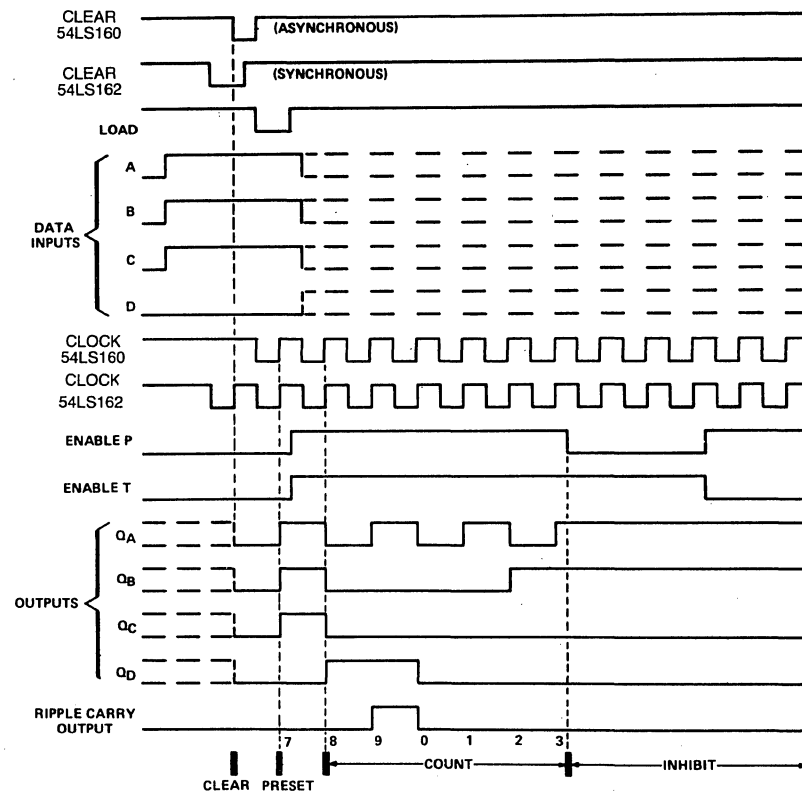 CLEAR
54LS160
(ASYNCHRONOUS)
CLEAR
54LS162
(SYNCHRONOUS)
LOAD
A
B
DATA
INPUTS
C
D
CLOCK
54LS160
CLOCK
54LS162
ENABLE P
ENABLE T
QA
QB
OUTPUTS
QC
QD
RIPPLE CARRY
OUTPUT
7 8 9 0 1 2 3
COUNT
INHIBIT
CLEAR PRESET